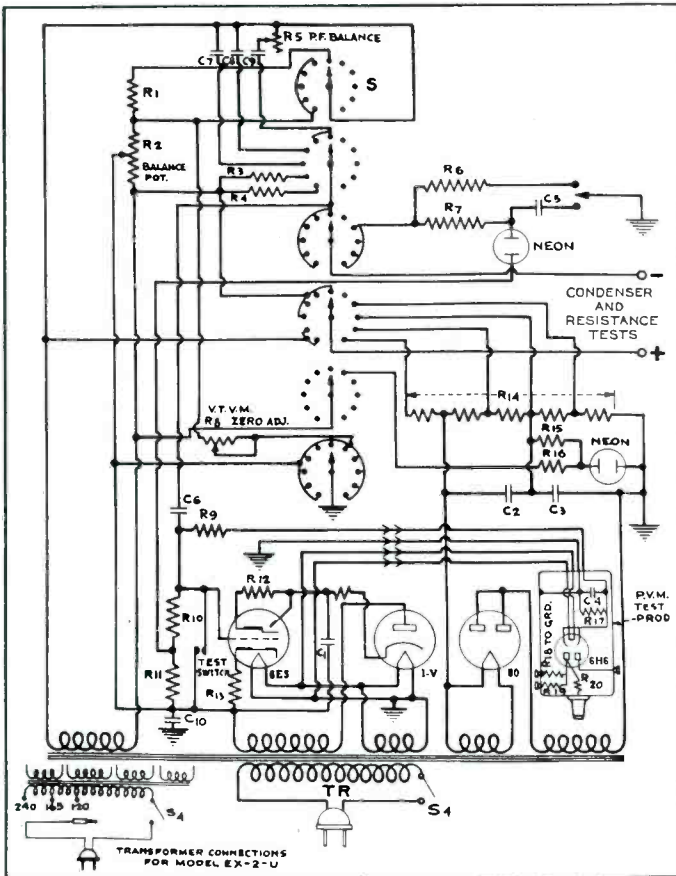 R5 P.F. BALANCE
C7 C8 C9
S
R1
R2
BALANCE
POT.
R3
R4
R6
R7
C5
NEON
-
CONDENSER
AND
RESISTANCE
TESTS
+
R14
V.T.V.M.
R8 ZERO ADJ.
R15
R16
NEON
C6
R9
C2
C3
R12
C4
R17
P.V.M.
TEST
PROD
R10
C1
R18 TO GRD.
6H6
TEST
SWITCH
6E5
1-V
80
R11
R13
R19
R20
C10
TR
S4
240 165 120
S4
TRANSFORMER CONNECTIONS
FOR MODEL EX-2-U